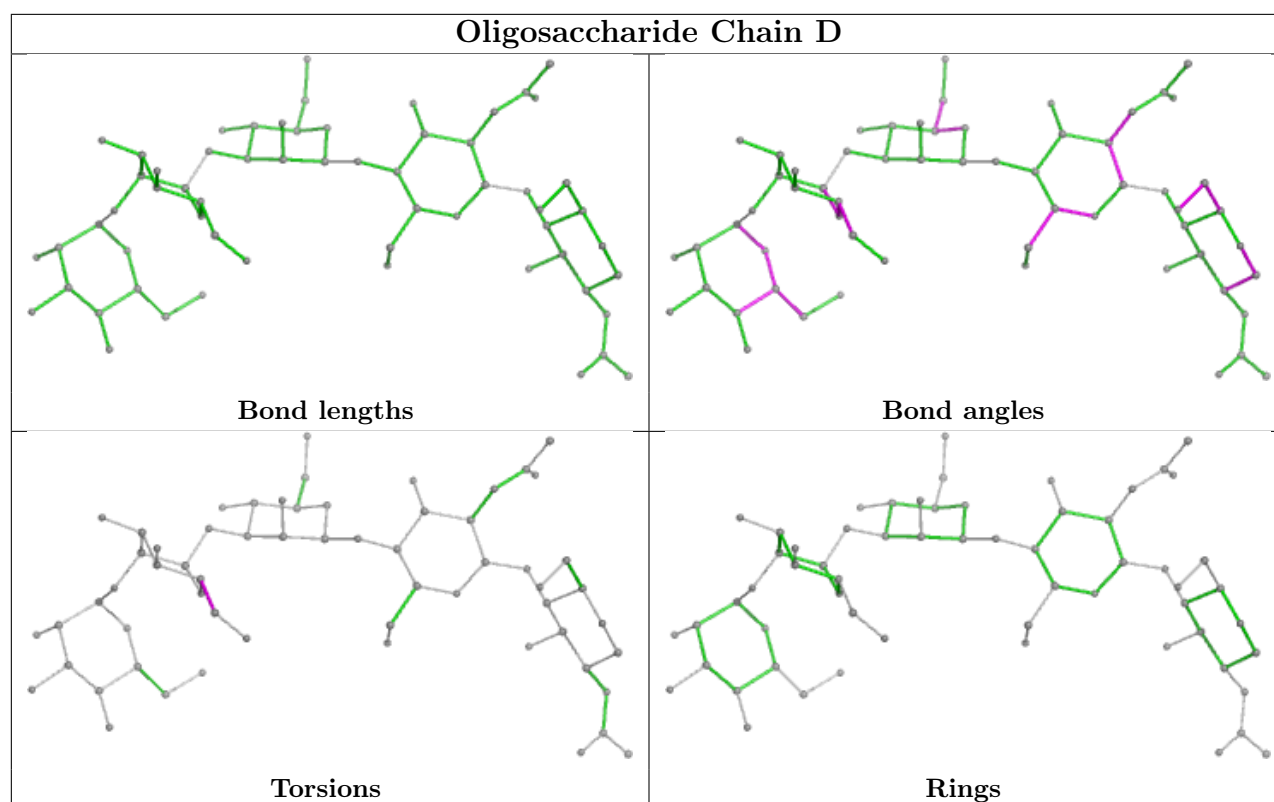 Oligosaccharide Chain D
Bond lengths
Bond angles
Torsions
Rings